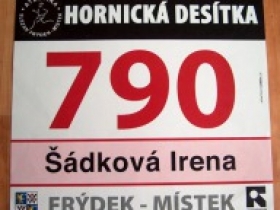 HORNICKÁ DESÍTKA
790
Šádková Irena
FRÝDEK - MÍSTEK